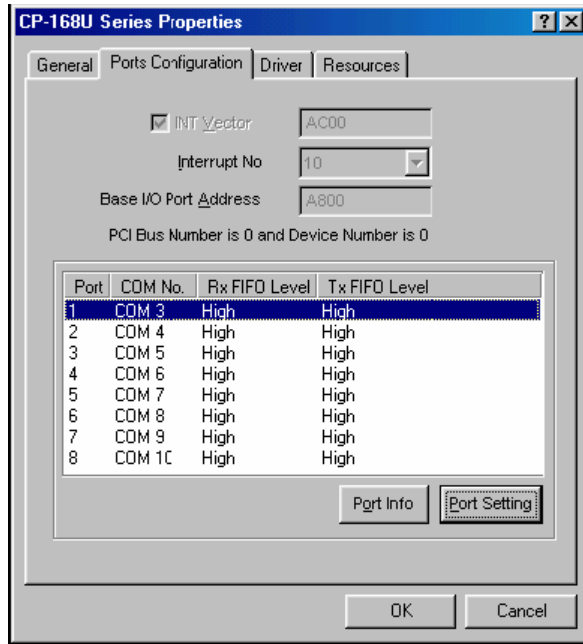 CP-168U Series Properties
General Ports Configuration Driver Resources
INT Vector AC00
Interrupt No 10
Base I/O Port Address A800
PCI Bus Number is 0 and Device Number is 0
Port COM No. Rx FIFO Level Tx FIFO Level
1 COM 3 High High
2 COM 4 High High
3 COM 5 High High
4 COM 6 High High
5 COM 7 High High
6 COM 8 High High
7 COM 9 High High
8 COM 10 High High
Port Info Port Setting
OK Cancel